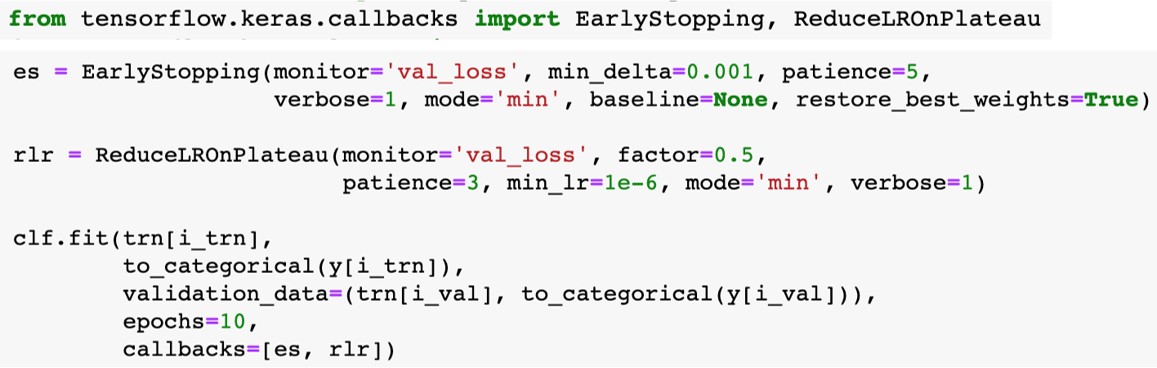 from tensorflow.keras.callbacks import EarlyStopping, ReduceLROnPlateau
es = EarlyStopping(monitor='val_loss', min_delta=0.001, patience=5,
verbose=1, mode='min', baseline=None, restore_best_weights=True)
rlr = ReduceLROnPlateau(monitor='val_loss', factor=0.5,
patience=3, min_lr=1e-6, mode='min', verbose=1)
clf.fit(trn[i_trn],
to_categorical(y[i_trn]),
validation_data=(trn[i_val], to_categorical(y[i_val])),
epochs=10,
callbacks=[es, rlr])